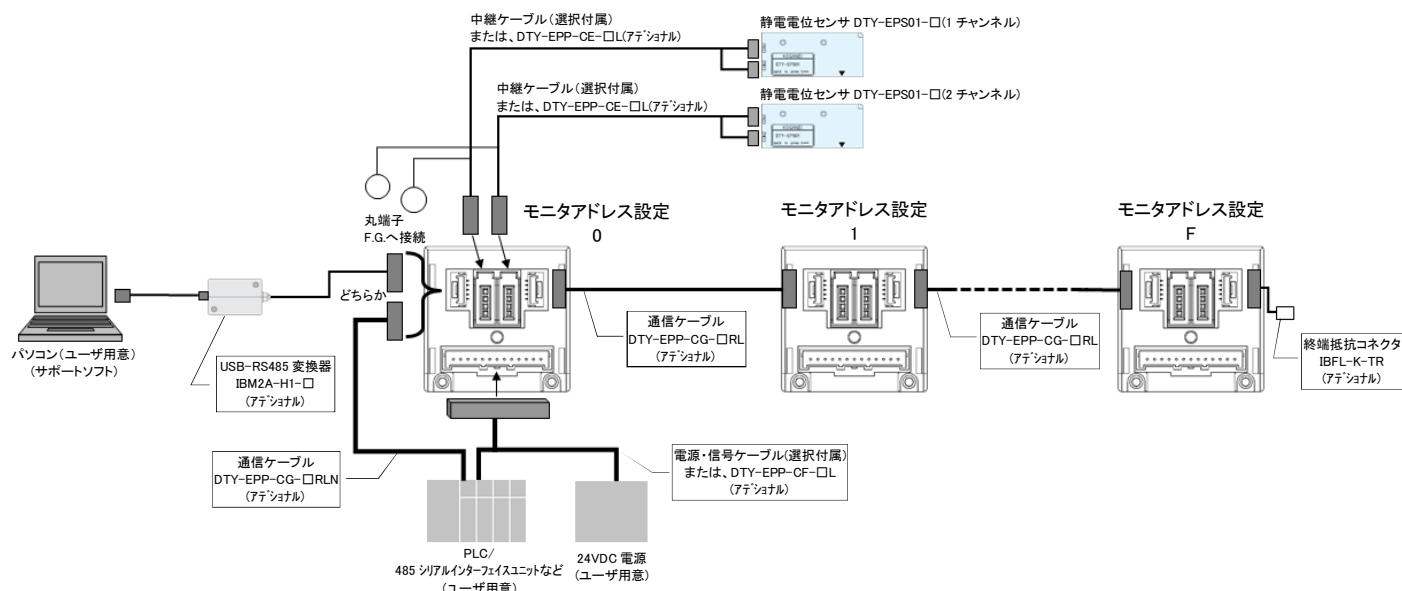 中継ケーブル(選択付属)
または、DTY-EPP-CE-□L(アデショナル)
静電電位センサ DTY-EPS01-□(1 チャンネル)
中継ケーブル(選択付属)
または、DTY-EPP-CE-□L(アデショナル)
静電電位センサ DTY-EPS01-□(2 チャンネル)
丸端子
F.G.へ接続
モニタアドレス設定
0
モニタアドレス設定
1
モニタアドレス設定
F
どちらか
パソコン(ユーザ用意)
(サポートソフト)
USB-RS485 変換器
IBM2A-H1-□
(アデショナル)
通信ケーブル
DTY-EPP-CG-□RL
(アデショナル)
通信ケーブル
DTY-EPP-CG-□RL
(アデショナル)
終端抵抗コネクタ
IBFL-K-TR
(アデショナル)
通信ケーブル
DTY-EPP-CG-□RLN
(アデショナル)
電源・信号ケーブル(選択付属)
または、DTY-EPP-CF-□L
(アデショナル)
PLC/
485 シリアルインターフェイスユニットなど
(ユーザ用意)
24VDC 電源
(ユーザ用意)